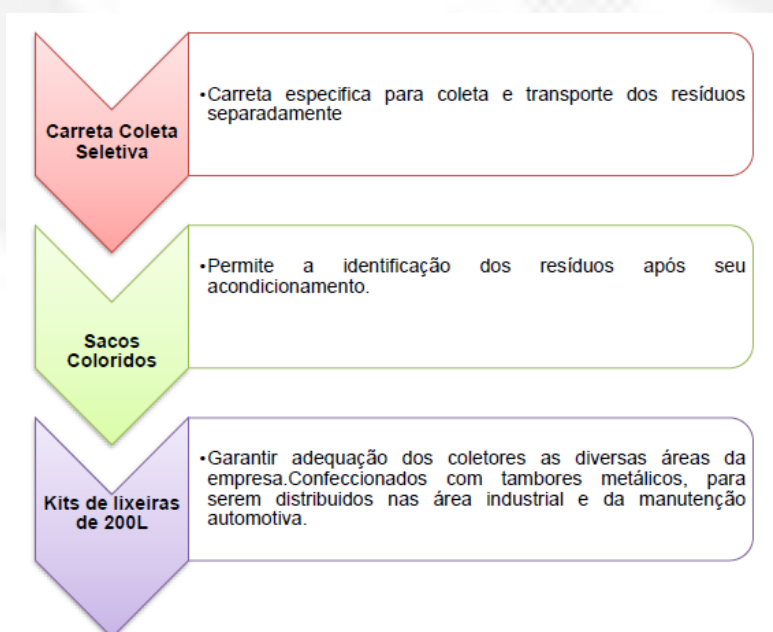 Carreta Coleta
Seletiva
•Carreta especifica para coleta e transporte dos resíduos
separadamente
Sacos
Coloridos
•Permite a identificação dos resíduos após seu
acondicionamento.
Kits de lixeiras
de 200L
•Garantir adequação dos coletores as diversas áreas da
empresa.Confeccionados com tambores metálicos, para
serem distribuidos nas área industrial e da manutenção
automotiva.